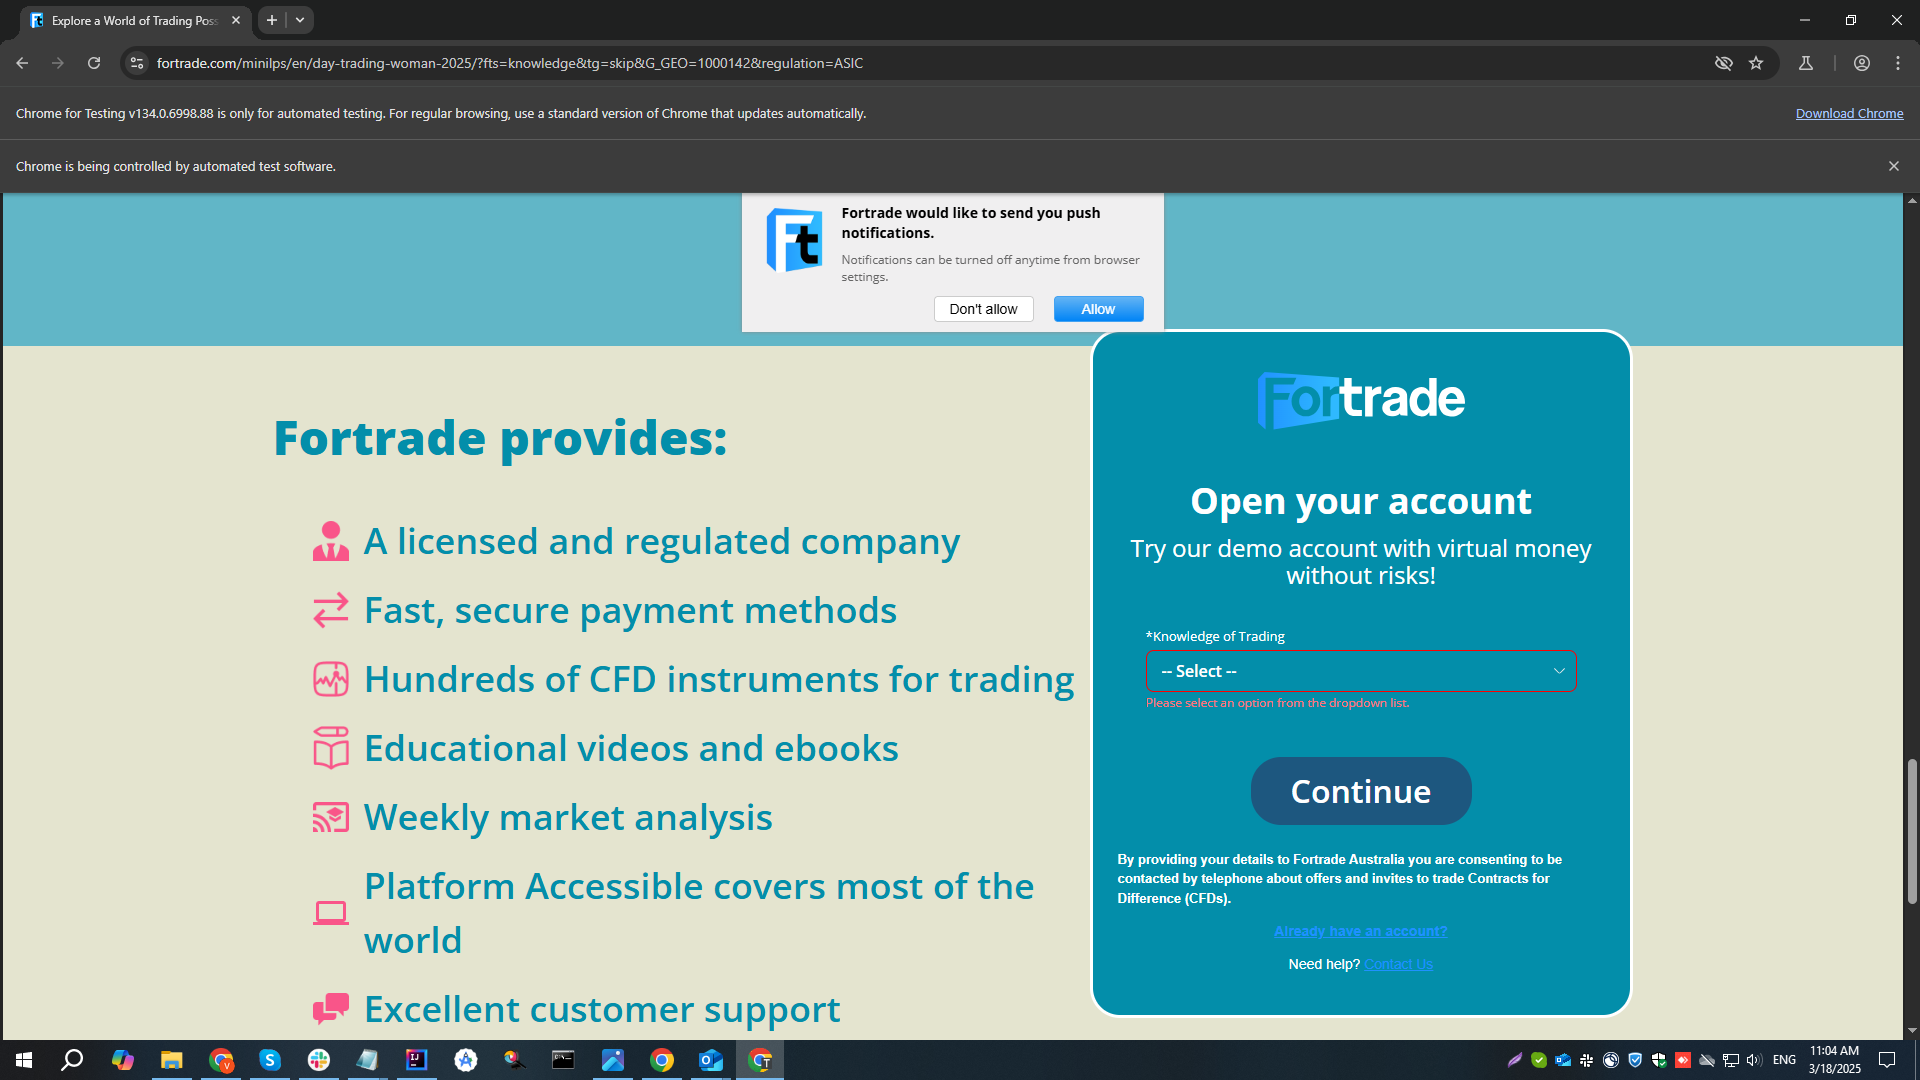 Explore a World of Trading Poss
fortrade.com/minilps/en/day-trading-woman-2025/?fts=knowledge&tg=skip&G_GEO=1000142&regulation=ASIC
Chrome for Testing v134.0.6998.88 is only for automated testing. For regular browsing, use a standard version of Chrome that updates automatically.
Download Chrome
Chrome is being controlled by automated test software.
Ft
Fortrade would like to send you push
notifications.
Notifications can be turned off anytime from browser
settings.
Don't allow
Allow
Fortrade provides:
A licensed and regulated company
Fast, secure payment methods
Hundreds of CFD instruments for trading
Educational videos and ebooks
Weekly market analysis
Platform Accessible covers most of the
world
Excellent customer support
Fortrade
Open your account
Try our demo account with virtual money
without risks!
*Knowledge of Trading
-- Select --
Please select an option from the dropdown list.
Continue
By providing your details to Fortrade Australia you are consenting to be
contacted by telephone about offers and invites to trade Contracts for
Difference (CFDs).
Already have an account?
Need help? Contact Us
ENG
11:04 AM
3/18/2025